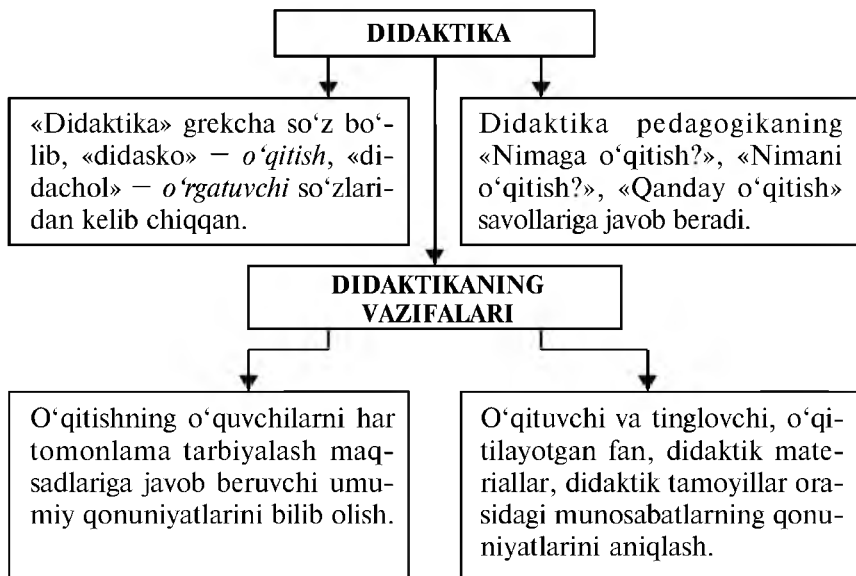 DIDAKTIKA
«Didaktika» grekcha so‘z bo‘-
lib, «didasko» – o‘qitish, «di-
dachol» – o‘rgatuvchi so‘zlari-
dan kelib chiqqan.
Didaktika pedagogikaning
«Nimaga o‘qitish?», «Nimani
o‘qitish?», «Qanday o‘qitish»
savollariga javob beradi.
DIDAKTIKANING
VAZIFALARI
O‘qitishning o‘quvchilarni har
tomonlama tarbiyalash maq-
sadlariga javob beruvchi umu-
miy qonuniyatlarini bilib olish.
O‘qituvchi va tinglovchi, o‘qi-
tilayotgan fan, didaktik mate-
riallar, didaktik tamoyillar ora-
sidagi munosabatlarning qonu-
niyatlarini aniqlash.